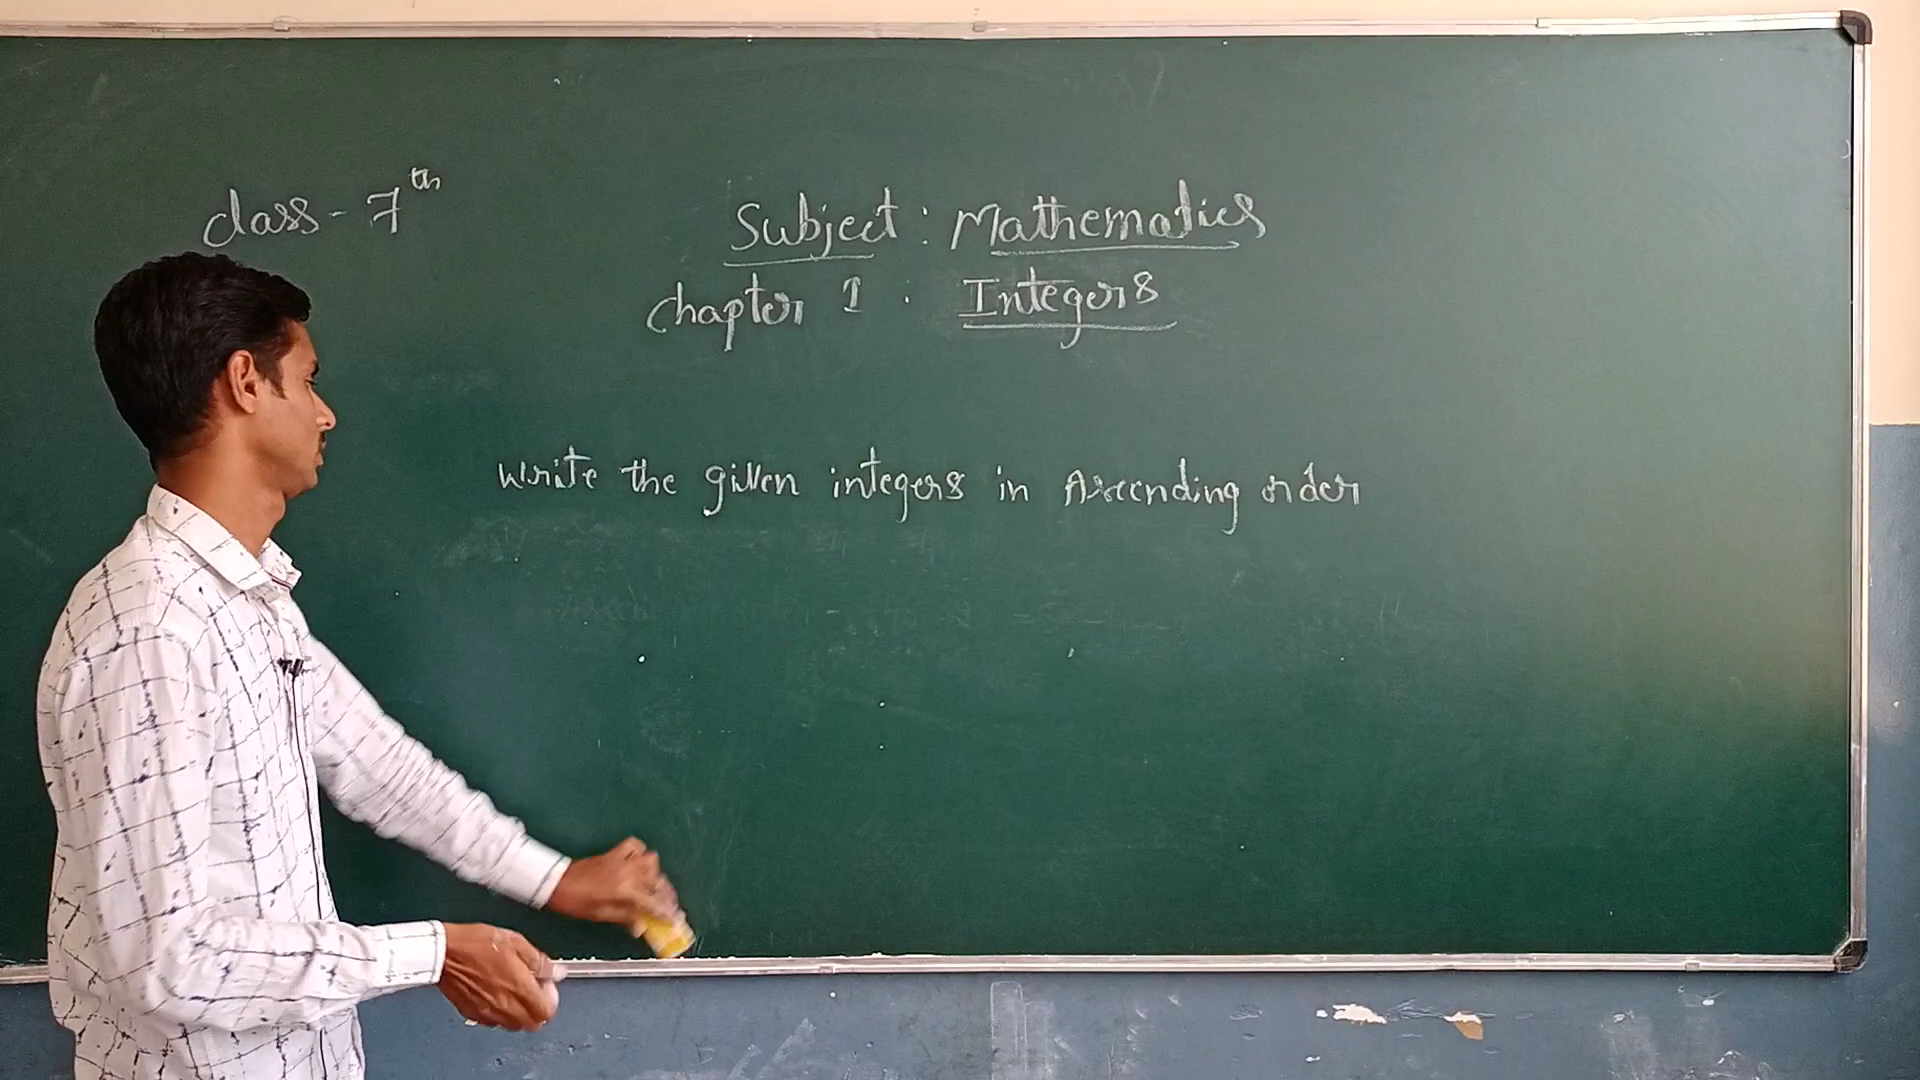 class - 7th
Subject : Mathematics
Chapter 1 . Integers
Write the given integers in Ascending order